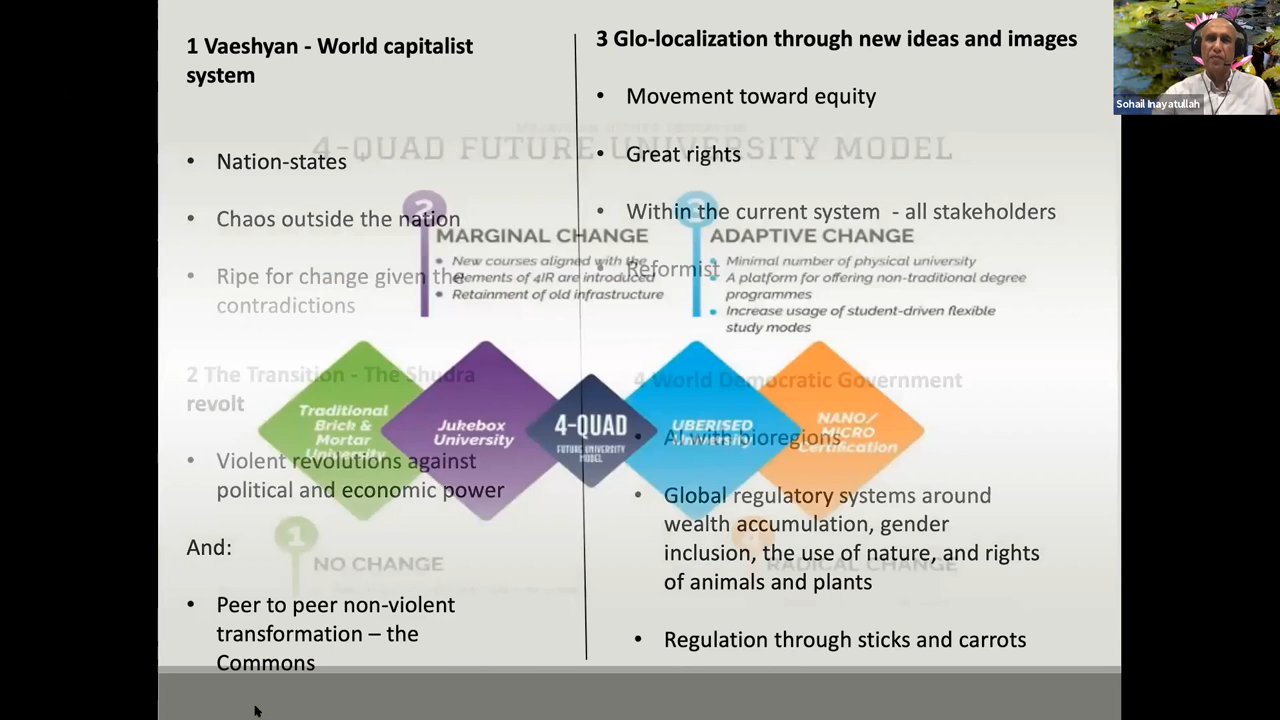 1 Vaeshyan - World capitalist
system
Nation-states
Chaos outside the nation
Ripe for change given the
contradictions
2 The Transition - The Shudra
revolt
Violent revolutions against
political and economic power
And:
Peer to peer non-violent
transformation – the
Commons
3 Glo-localization through new ideas and images
Movement toward equity
Great rights
Within the current system - all stakeholders
Reformist
4 World Democratic Government
AI with bioregions
Global regulatory systems around
wealth accumulation, gender
inclusion, the use of nature, and rights
of animals and plants
Regulation through sticks and carrots
4-QUAD FUTURE UNIVERSITY MODEL
2
MARGINAL CHANGE
New courses aligned with the
elements of 4IR are introduced
Retainment of old infrastructure
3
ADAPTIVE CHANGE
Minimal number of physical university
A platform for offering non-traditional degree
programmes
Increase usage of student-driven flexible
study modes
Traditional
Brick &
Mortar
University
Jukebox
University
4-QUAD
FUTURE UNIVERSITY
MODEL
UBERISED
University
NANO/
MICRO
Certification
1
NO CHANGE
4
RADICAL CHANGE
Sohail Inayatullah